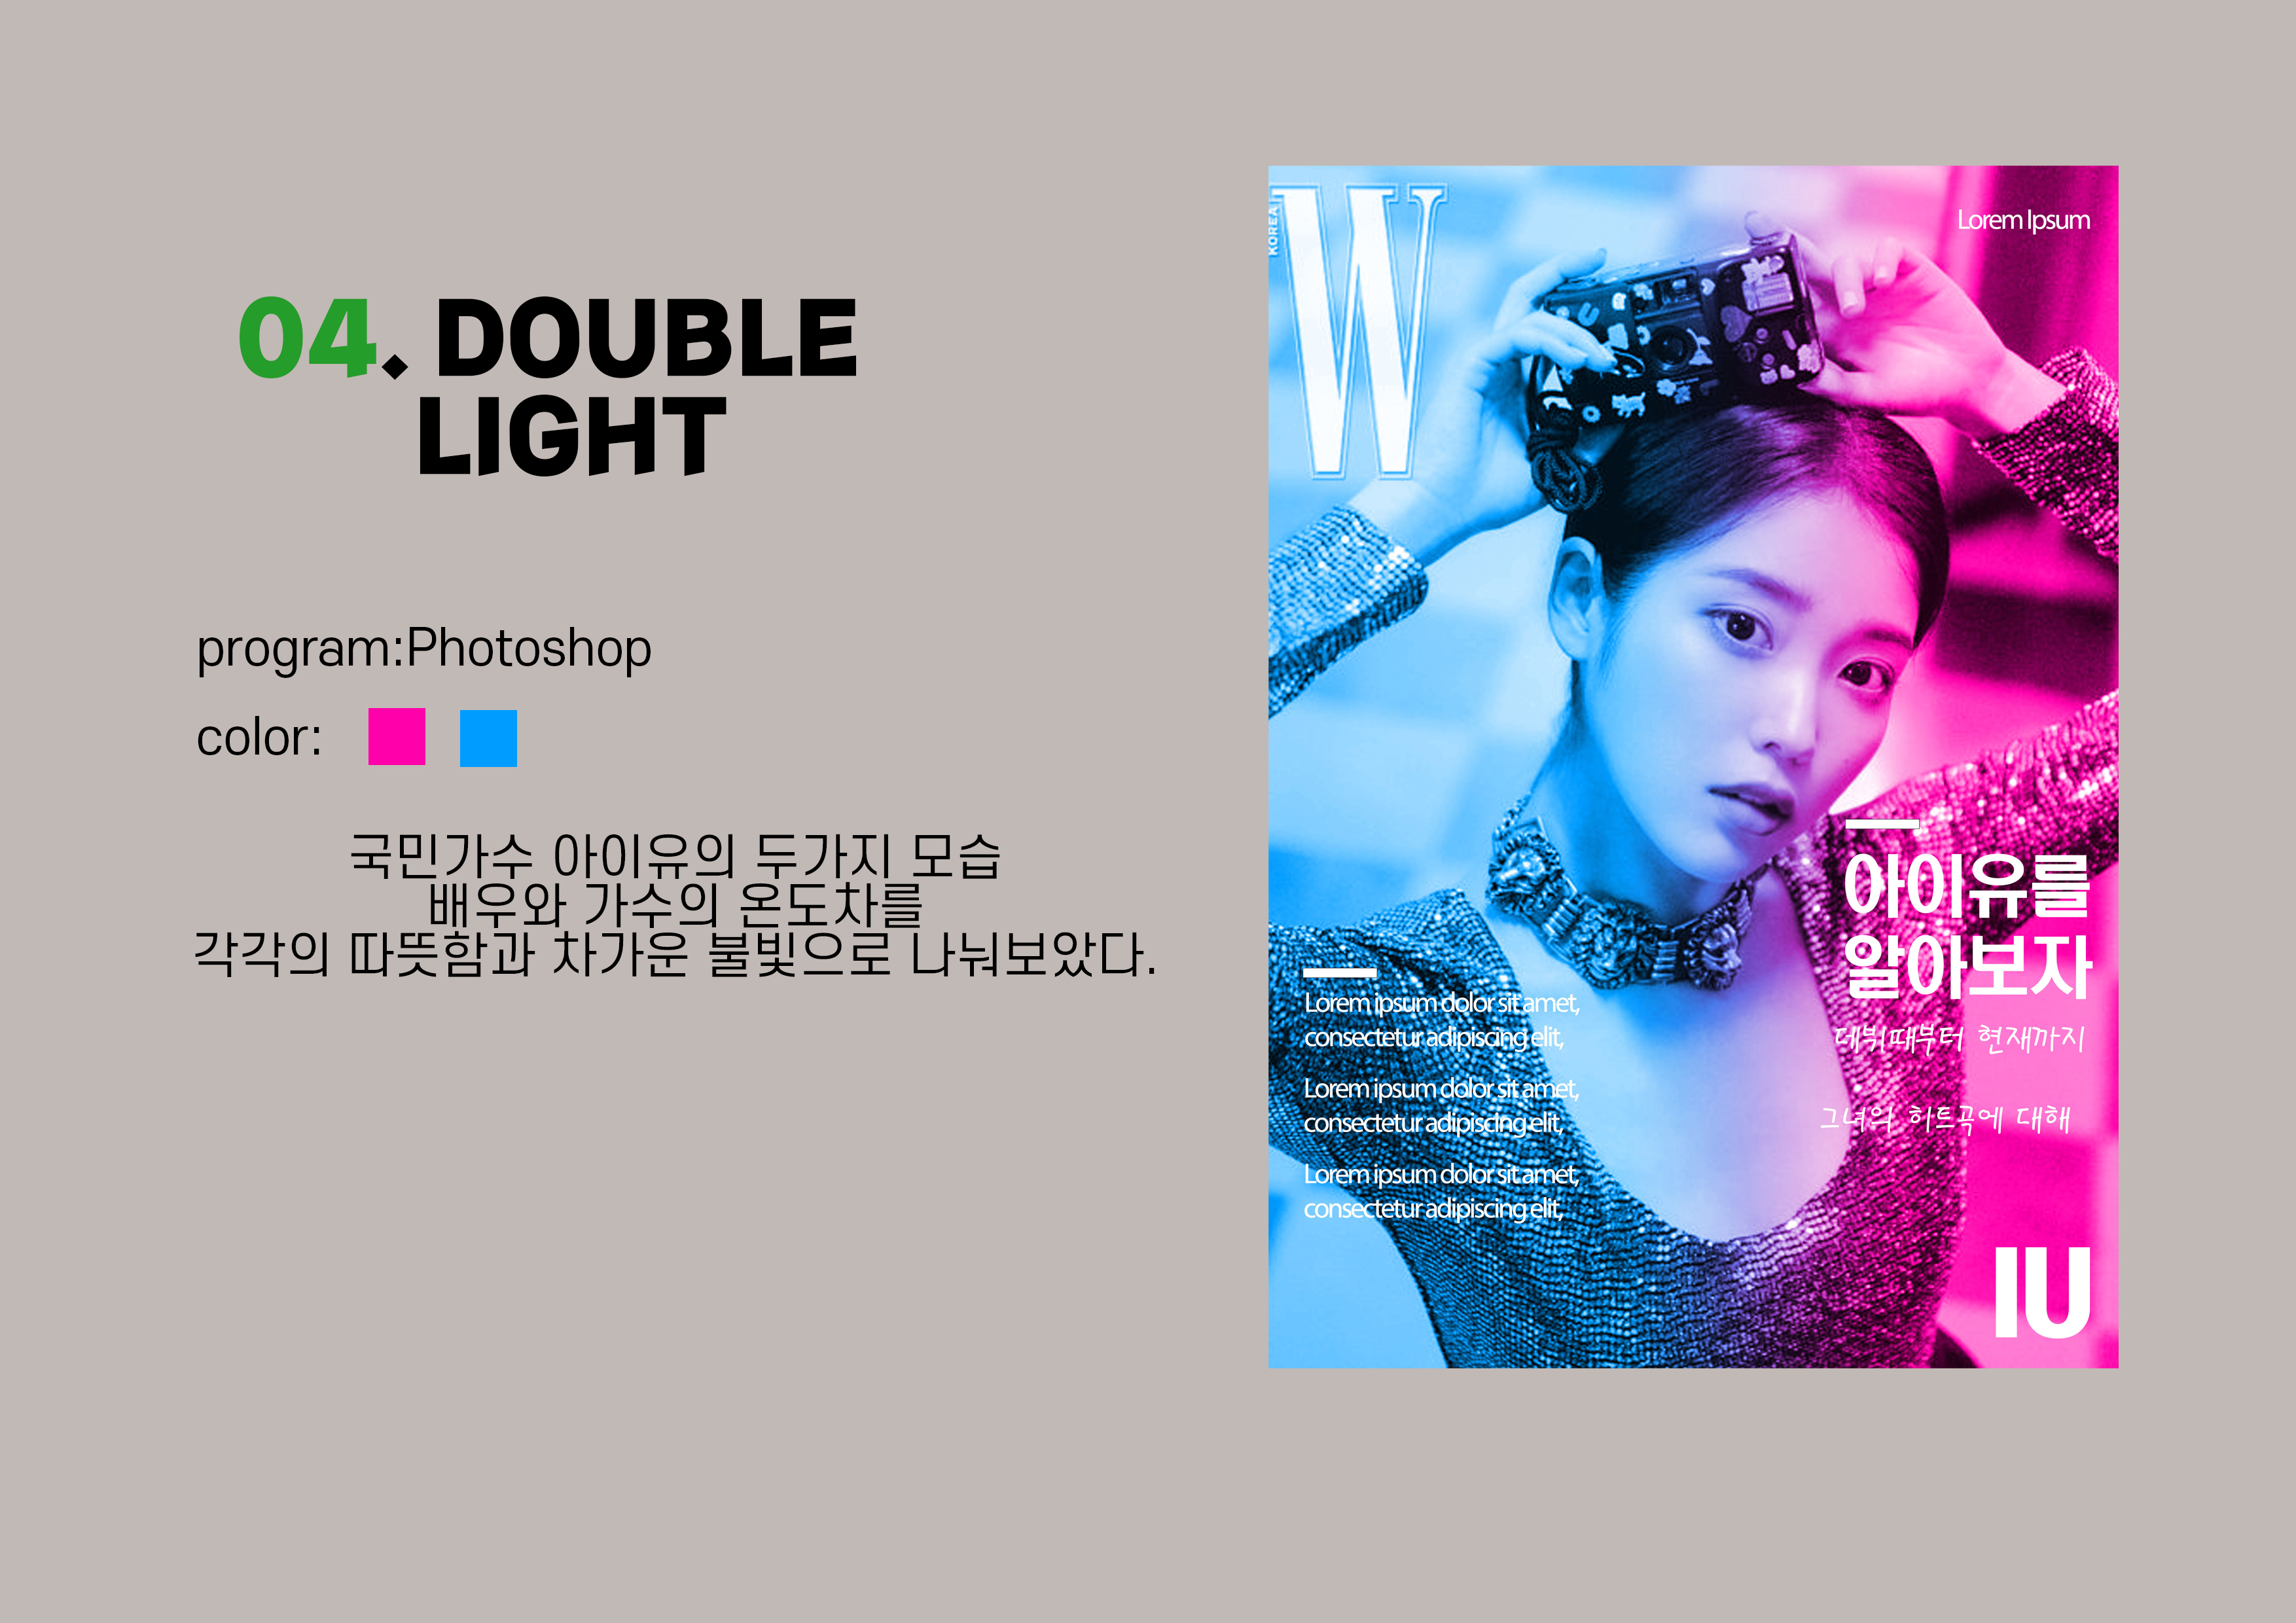 04. DOUBLE
LIGHT
program:Photoshop
color:
국민가수 아이유의 두가지 모습
배우와 가수의 온도차를
각각의 따뜻함과 차가운 불빛으로 나눠보았다.
KOREA
W
Lorem Ipsum
아이유를
알아보자
데뷔때부터 현재까지
그녀의 히트곡에 대해
Lorem ipsum dolor sit amet,
consectetur adipiscing elit,
Lorem ipsum dolor sit amet,
consectetur adipiscing elit,
Lorem ipsum dolor sit amet,
consectetur adipiscing elit,
IU